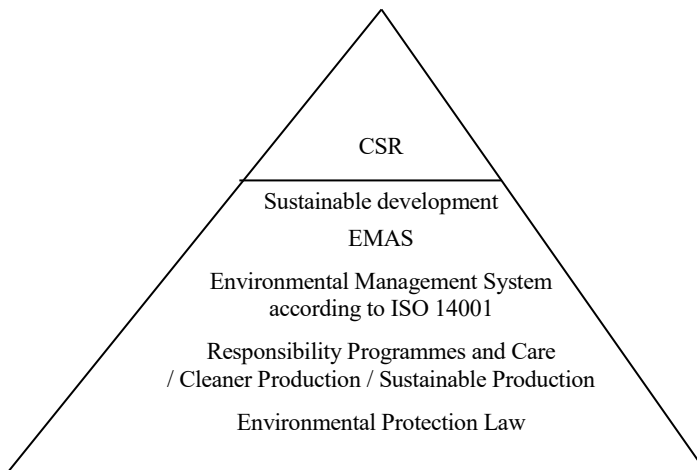 CSR
Sustainable development
EMAS
Environmental Management System
according to ISO 14001
Responsibility Programmes and Care
/ Cleaner Production / Sustainable Production
Environmental Protection Law